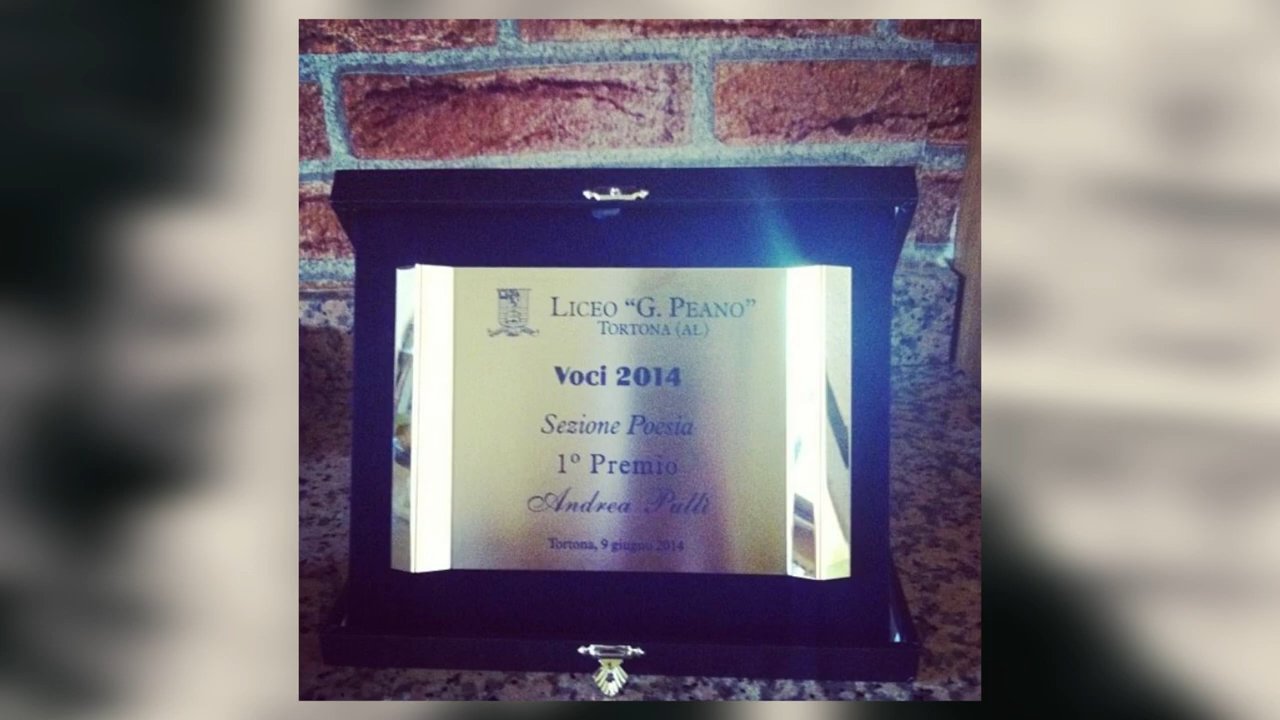 LICEO "G. PEANO"
TORTONA (AL)
Voci 2014
Sezione Poesia
1° Premio
Andrea Pulli
Tortona, 9 giugno 2014